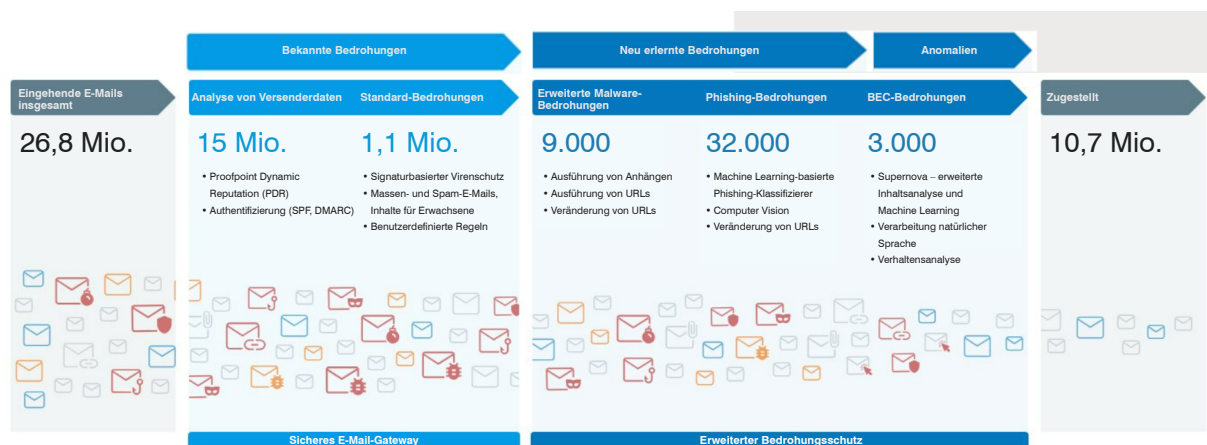 Bekannte Bedrohungen
Neu erlernte Bedrohungen
Anomalien
Eingehende E-Mails
insgesamt
26,8 Mio.
Analyse von Versenderdaten
15 Mio.
• Proofpoint Dynamic
Reputation (PDR)
• Authentifizierung (SPF, DMARC)
Standard-Bedrohungen
1,1 Mio.
• Signaturbasierter Virenschutz
• Massen- und Spam-E-Mails,
Inhalte für Erwachsene
• Benutzerdefinierte Regeln
Erweiterte Malware-
Bedrohungen
9.000
• Ausführung von Anhängen
• Ausführung von URLs
• Veränderung von URLs
Phishing-Bedrohungen
32.000
• Machine Learning-basierte
Phishing-Klassifizierer
• Computer Vision
• Veränderung von URLs
BEC-Bedrohungen
3.000
• Supernova – erweiterte
Inhaltsanalyse und
Machine Learning
• Verarbeitung natürlicher
Sprache
• Verhaltensanalyse
Zugestellt
10,7 Mio.
Sicheres E-Mail-Gateway
Erweiterter Bedrohungsschutz